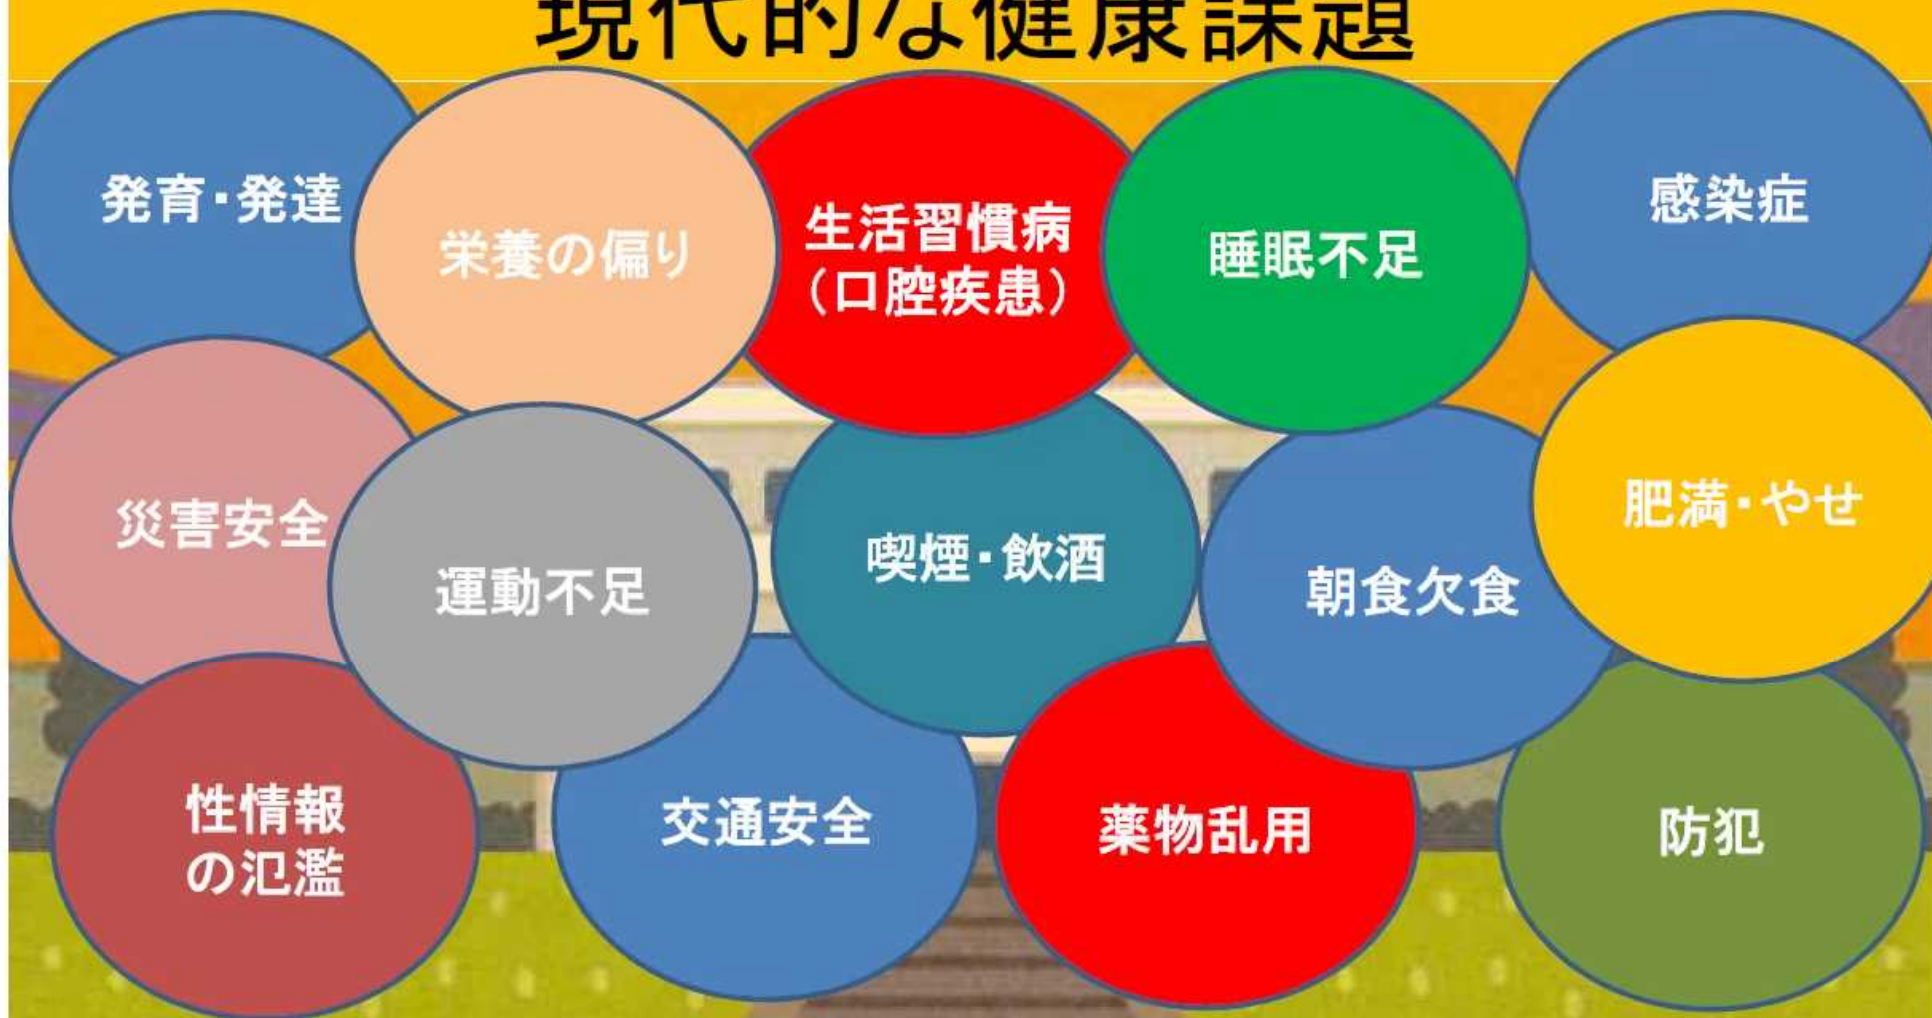 現代的な健康課題
発育・発達
栄養の偏り
生活習慣病
（口腔疾患）
睡眠不足
感染症
災害安全
運動不足
喫煙・飲酒
朝食欠食
肥満・やせ
性情報
の氾濫
交通安全
薬物乱用
防犯